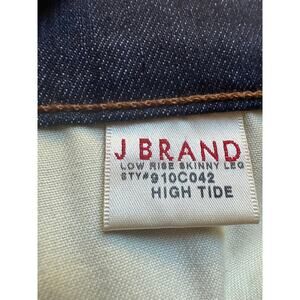 J BRAND
LOW RISE SKINNY LEG
STY#910C042
HIGH TIDE